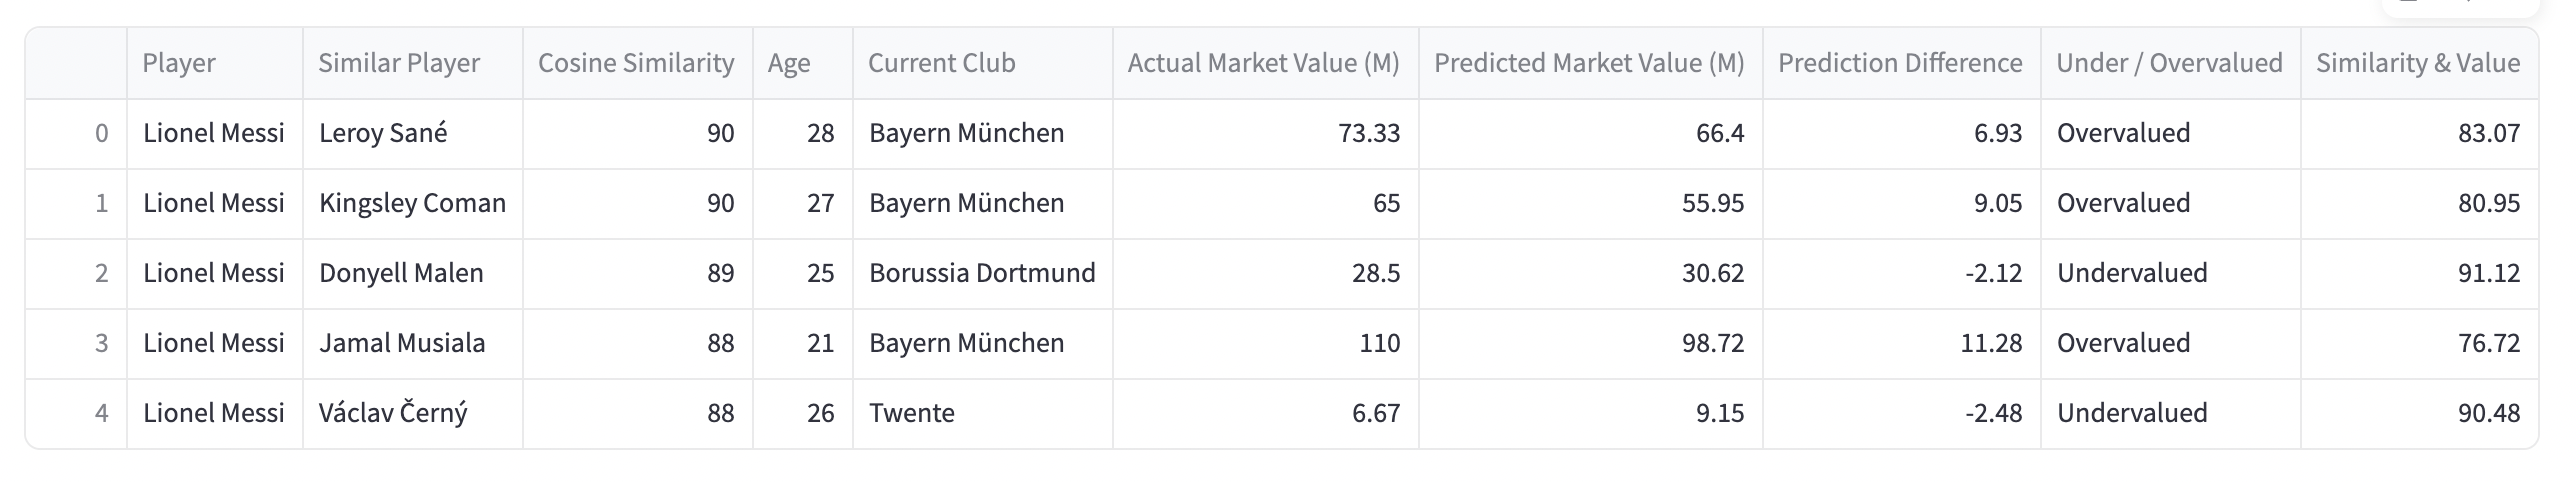 Player Similar Player Cosine Similarity Age Current Club Actual Market Value (M) Predicted Market Value (M) Prediction Difference Under / Overvalued Similarity & Value
0 Lionel Messi Leroy Sané 90 28 Bayern München 73.33 66.4 6.93 Overvalued 83.07
1 Lionel Messi Kingsley Coman 90 27 Bayern München 65 55.95 9.05 Overvalued 80.95
2 Lionel Messi Donyell Malen 89 25 Borussia Dortmund 28.5 30.62 -2.12 Undervalued 91.12
3 Lionel Messi Jamal Musiala 88 21 Bayern München 110 98.72 11.28 Overvalued 76.72
4 Lionel Messi Václav Černý 88 26 Twente 6.67 9.15 -2.48 Undervalued 90.48